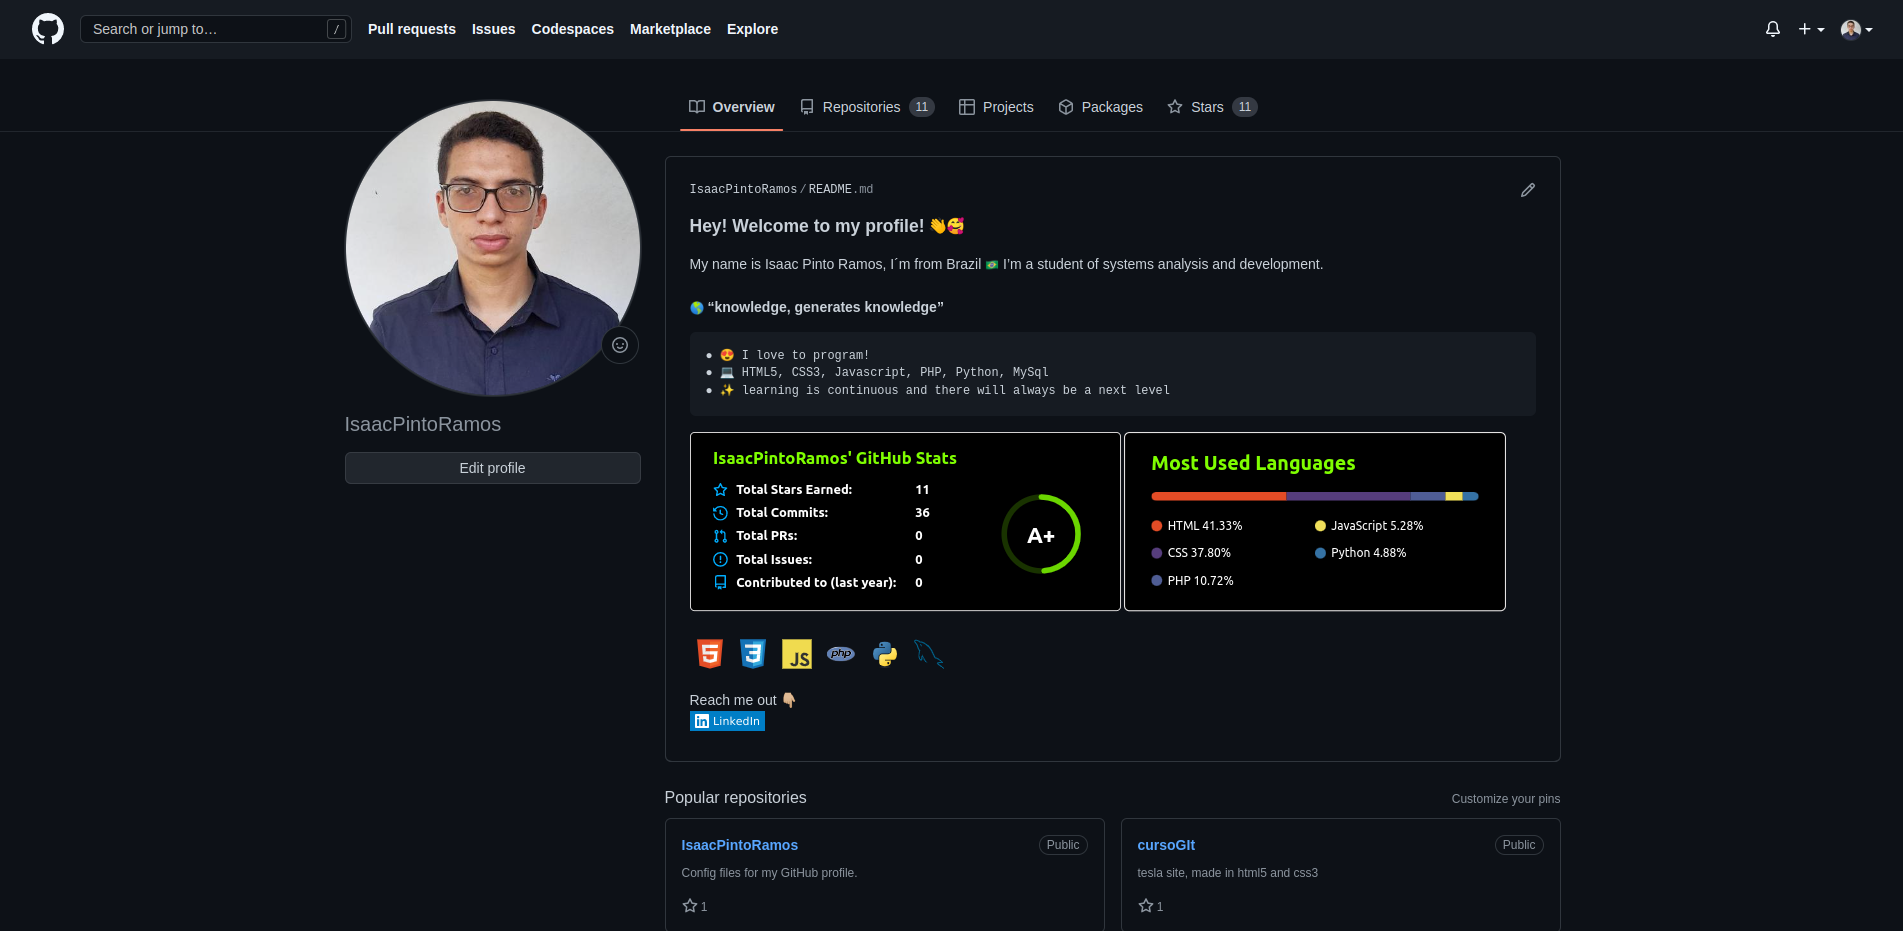 Search or jump to… /
Pull requests Issues Codespaces Marketplace Explore
Overview Repositories 11 Projects Packages Stars 11
IsaacPintoRamos/README.md
Hey! Welcome to my profile! 👋🥰
My name is Isaac Pinto Ramos, I´m from Brazil 🇧🇷 I’m a student of systems analysis and development.
🌎 “knowledge, generates knowledge”
● 😍 I love to program!
● 💻 HTML5, CSS3, Javascript, PHP, Python, MySql
● ✨ learning is continuous and there will always be a next level
IsaacPintoRamos
Edit profile
IsaacPintoRamos' GitHub Stats
Total Stars Earned: 11
Total Commits: 36
Total PRs: 0
Total Issues: 0
Contributed to (last year): 0
A+
Most Used Languages
HTML 41.33%
CSS 37.80%
PHP 10.72%
JavaScript 5.28%
Python 4.88%
5 3 JS php
Reach me out 👇🏼
in LinkedIn
Popular repositories
Customize your pins
IsaacPintoRamos Public
Config files for my GitHub profile.
1
cursoGIt Public
tesla site, made in html5 and css3
1